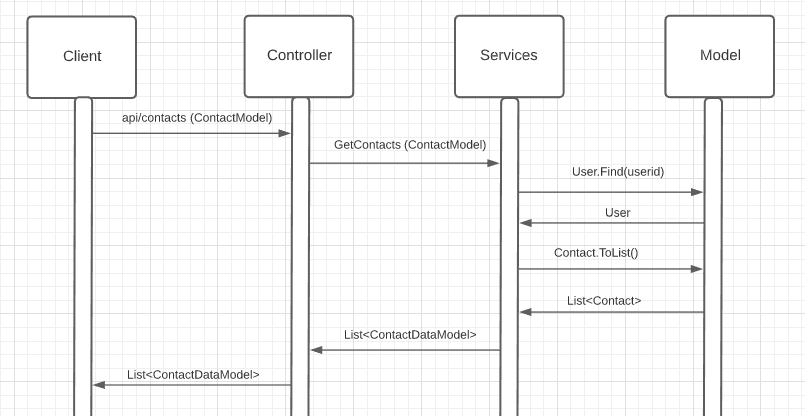 Client
Controller
Services
Model
api/contacts (ContactModel)
GetContacts (ContactModel)
User.Find(userid)
User
Contact.ToList()
List<Contact>
List<ContactDataModel>
List<ContactDataModel>